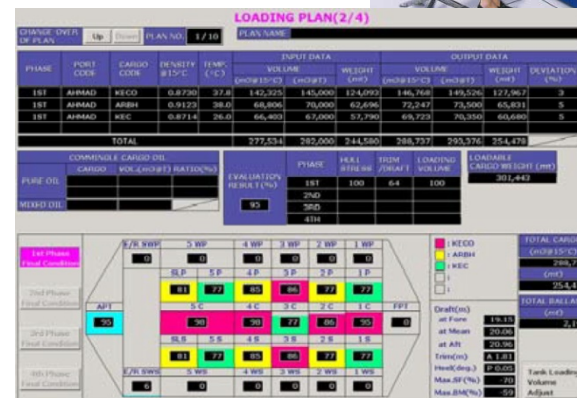 LOADING PLAN(2/4)
CHANGE OVER OF PLAN Up Down PLAN NO. 1/10 PLAN NAME
INPUT DATA OUTPUT DATA
PHASE PORT CODE CARGO CODE DENSITY @15°C TEMP. (°C) VOLUME WEIGHT (mt) VOLUME WEIGHT (mt) DEVIATION (%)
(m3@15°C) (m3@T) (m3@15°C) (m3@T)
1ST AHMAD KECO 0.8730 37.8 142,325 145,000 124,093 146,768 149,526 127,967 3
1ST AHMAD ARBH 0.9123 38.0 68,806 70,000 62,696 72,247 73,500 65,831 5
1ST AHMAD KEC 0.8714 26.0 66,403 67,000 57,790 69,723 70,350 60,680 5
TOTAL 277,534 282,000 244,580 288,737 293,376 254,478
COMMINGLE CARGO OIL
CARGO VOL.(m3@T) RATIO(%)
PURE OIL
MIXED OIL
EVALUATION RESULT(%)
95
PHASE HULL STRESS TRIM /DRAFT LOADING VOLUME
1ST 100 64 100
2ND
3RD
4TH
LOADABLE CARGO WEIGHT (mt)
301,443
1st Phase
Final Condition
2nd Phase
Final Condition
3rd Phase
Final Condition
4th Phase
Final Condition
E/R SWP 5 WP 4 WP 3 WP 2 WP 1 WP
0 0 0 0 0 0
SLP 5 P 4 P 3 P 2 P 1 P
81 77 85 86 77 77
APT 5 C 4 C 3 C 2 C 1 C FPT
95 98 98 77 86 95 0
SLS 5 S 4 S 3 S 2 S 1 S
81 77 85 86 77 77
E/R SWS 5 WS 4 WS 3 WS 2 WS 1 WS
6 0 0 0 0 0
: KECO
: ARBH
: KEC
:
:
Draft(m)
at Fore 19.15
at Mean 20.06
at Aft 20.96
Trim(m) A 1.81
Heel(deg.) P 0.05
Max.SF(%) -70
Max.BM(%) -59
TOTAL CARGO
(m3@15°C)
288,7
(mt)
254,4
TOTAL BALLA
(mt)
2,1
Tank Loading
Volume
Adjust